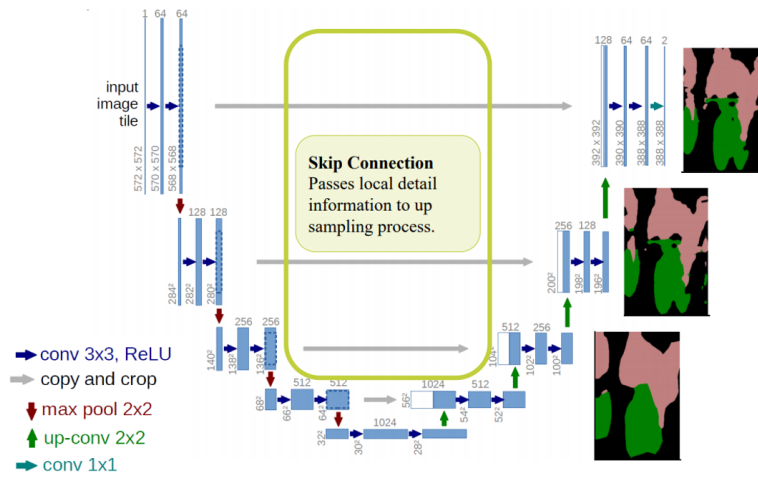 1 64 64
input
image
tile
572 x 572
570 x 570
568 x 568
128 64 64 2
392 x 392
390 x 390
388 x 388
388 x 388
Skip Connection
Passes local detail
information to up
sampling process.
128 128
284²
282²
280²
256 128
200²
198²
196²
256 256
140²
138²
136²
512 256
104²
102²
100²
512 512
68²
66²
64²
1024 512
56²
54²
52²
1024
32²
30²
28²
conv 3x3, ReLU
copy and crop
max pool 2x2
up-conv 2x2
conv 1x1